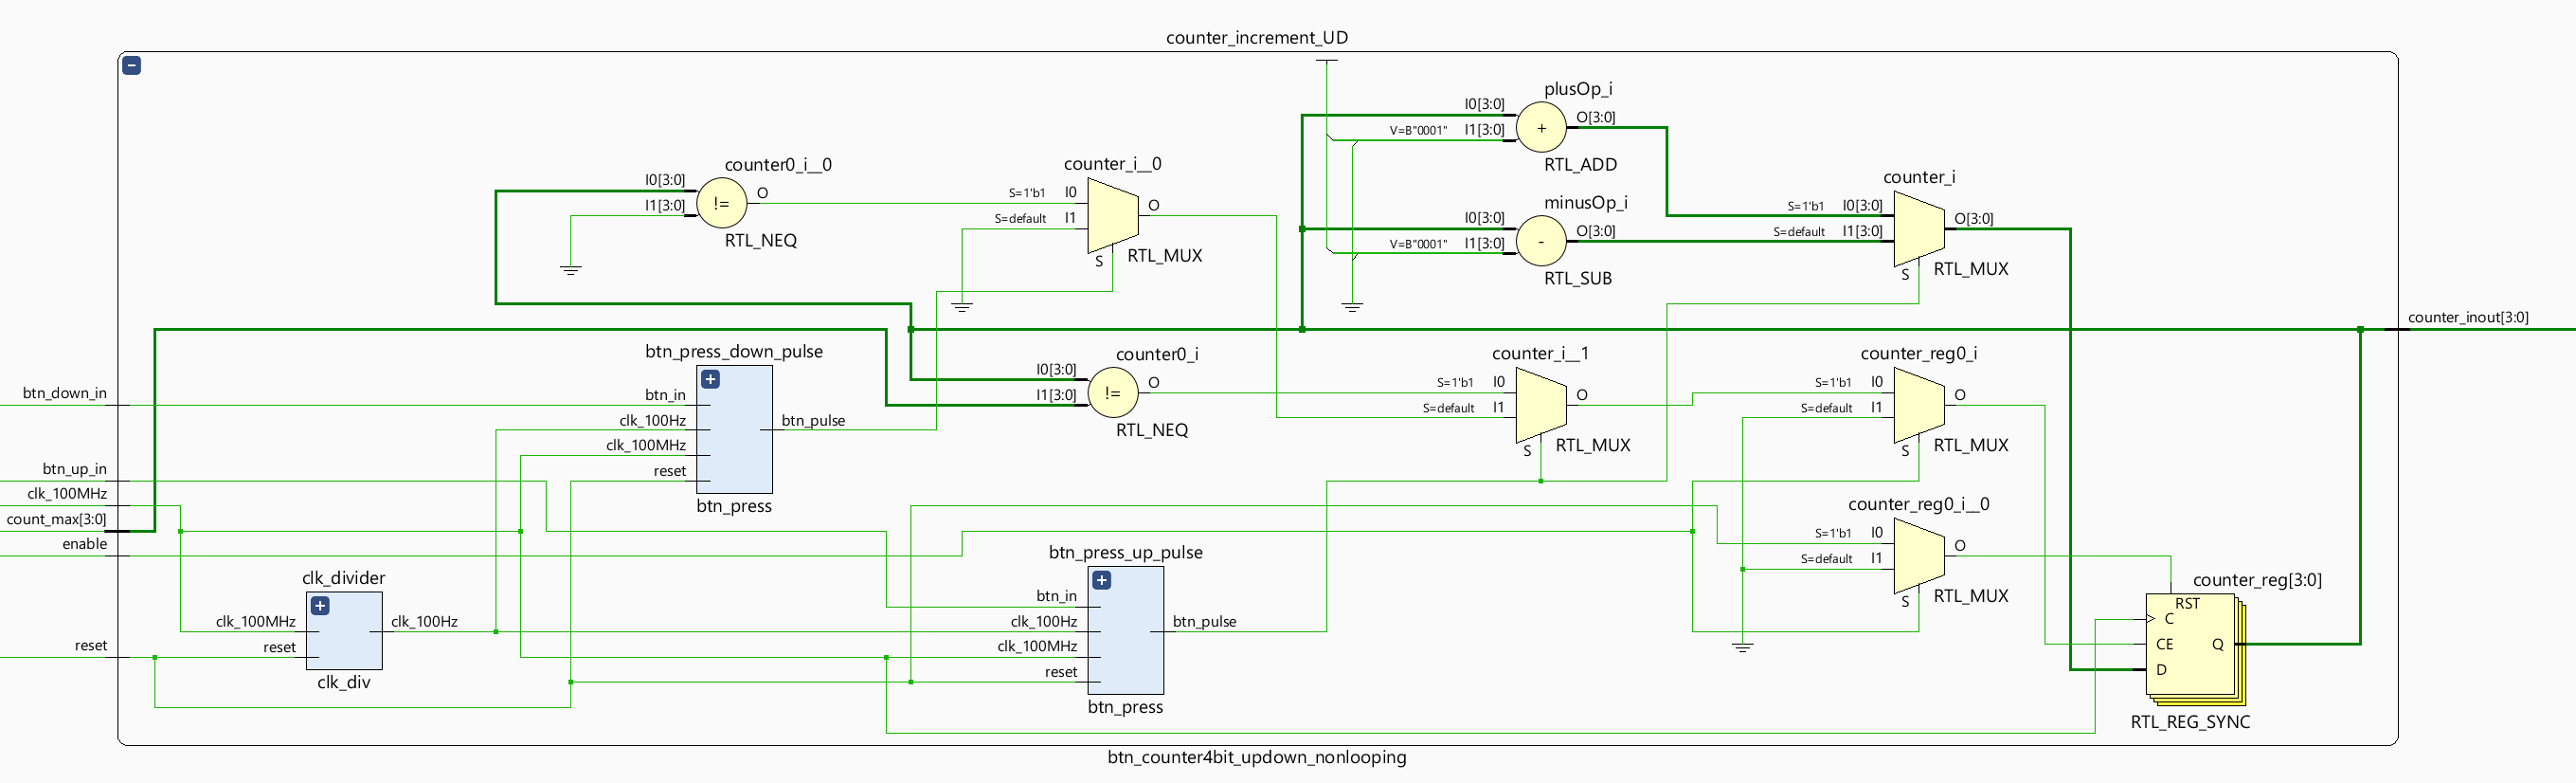 counter_increment_UD
plusOp_i
I0[3:0]
O[3:0]
V=B"0001" I1[3:0]
+
RTL_ADD
counter0_i__0
I0[3:0]
O
I1[3:0]
!=
RTL_NEQ
counter_i__0
S=1'b1 I0
S=default I1
O
S
RTL_MUX
minusOp_i
I0[3:0]
O[3:0]
V=B"0001" I1[3:0]
-
RTL_SUB
counter_i
S=1'b1 I0[3:0]
S=default I1[3:0]
O[3:0]
S
RTL_MUX
counter_inout[3:0]
btn_press_down_pulse
btn_in
clk_100Hz
clk_100MHz
reset
btn_pulse
btn_press
counter0_i
I0[3:0]
O
I1[3:0]
!=
RTL_NEQ
counter_i__1
S=1'b1 I0
S=default I1
O
S
RTL_MUX
counter_reg0_i
S=1'b1 I0
S=default I1
O
S
RTL_MUX
btn_down_in
btn_up_in
clk_100MHz
count_max[3:0]
enable
reset
clk_divider
clk_100MHz
reset
clk_100Hz
clk_div
btn_press_up_pulse
btn_in
clk_100Hz
clk_100MHz
reset
btn_pulse
btn_press
counter_reg0_i__0
S=1'b1 I0
S=default I1
O
S
RTL_MUX
counter_reg[3:0]
RST
C
CE
D
Q
RTL_REG_SYNC
btn_counter4bit_updown_nonlooping